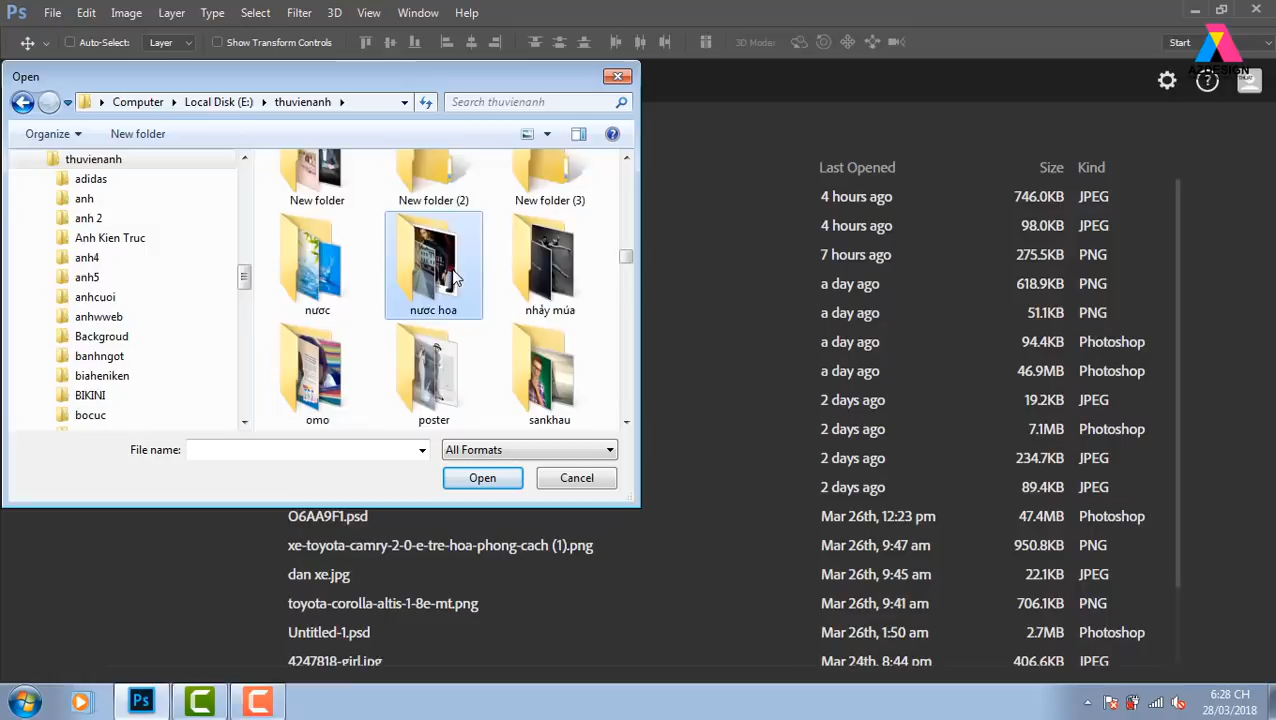 Ps File Edit Image Layer Type Select Filter 3D View Window Help
Auto-Select: Layer Show Transform Controls 3D Mode: Start
AZDESIGN
Open
Computer Local Disk (E:) thuvienanh Search thuvienanh
Organize New folder
thuvienanh
adidas
anh
anh 2
Anh Kien Truc
anh4
anh5
anhcuoi
anhwweb
Backgroud
banhngot
biaheniken
BIKINI
bocuc
New folder New folder (2) New folder (3)
nước nước hoa nhảy múa
omo poster sankhau
File name: All Formats
Open Cancel
Last Opened Size Kind
4 hours ago 746.0KB JPEG
4 hours ago 98.0KB JPEG
7 hours ago 275.5KB PNG
a day ago 618.9KB PNG
a day ago 51.1KB PNG
a day ago 94.4KB Photoshop
a day ago 46.9MB Photoshop
2 days ago 19.2KB JPEG
2 days ago 7.1MB Photoshop
2 days ago 234.7KB JPEG
2 days ago 89.4KB JPEG
O6AA9F1.psd Mar 26th, 12:23 pm 47.4MB Photoshop
xe-toyota-camry-2-0-e-tre-hoa-phong-cach (1).png Mar 26th, 9:47 am 950.8KB PNG
dan xe.jpg Mar 26th, 9:45 am 22.1KB JPEG
toyota-corolla-altis-1-8e-mt.png Mar 26th, 9:41 am 706.1KB PNG
Untitled-1.psd Mar 26th, 1:50 am 2.7MB Photoshop
4247818-girl.jpg Mar 24th, 8:44 pm 406.6KB JPEG
Ps
6:28 CH
28/03/2018